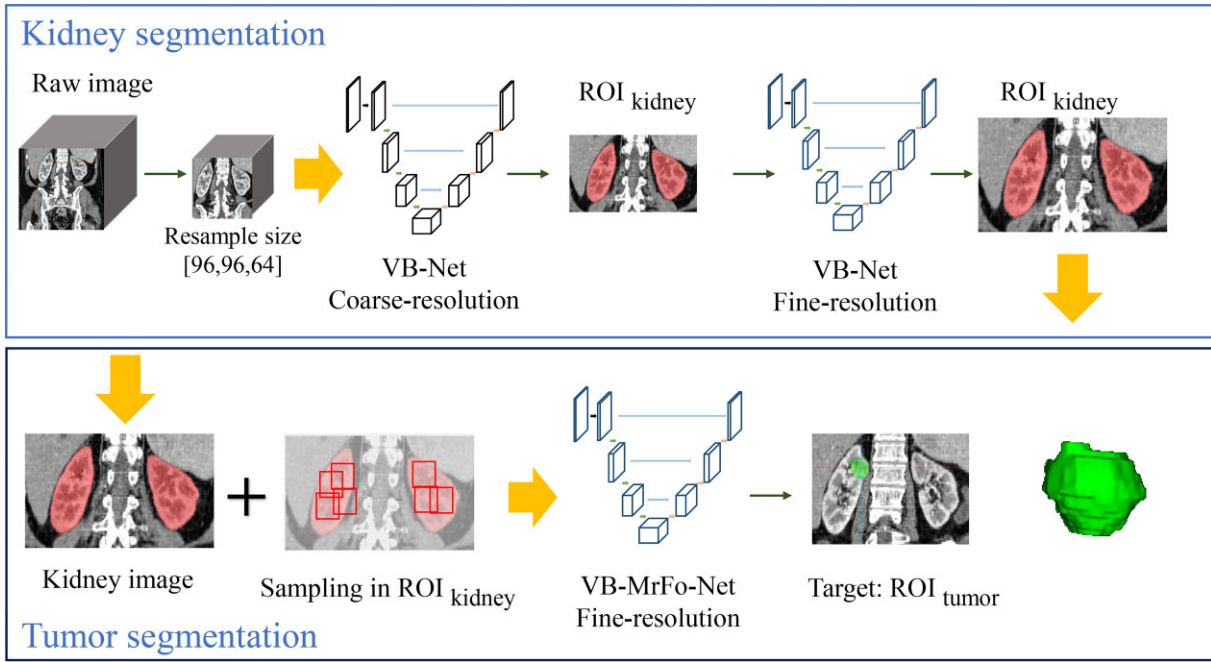 Kidney segmentation
Raw image
Resample size
[96,96,64]
VB-Net
Coarse-resolution
ROI kidney
VB-Net
Fine-resolution
ROI kidney
Kidney image
+
Sampling in ROI kidney
VB-MrFo-Net
Fine-resolution
Target: ROI tumor
Tumor segmentation